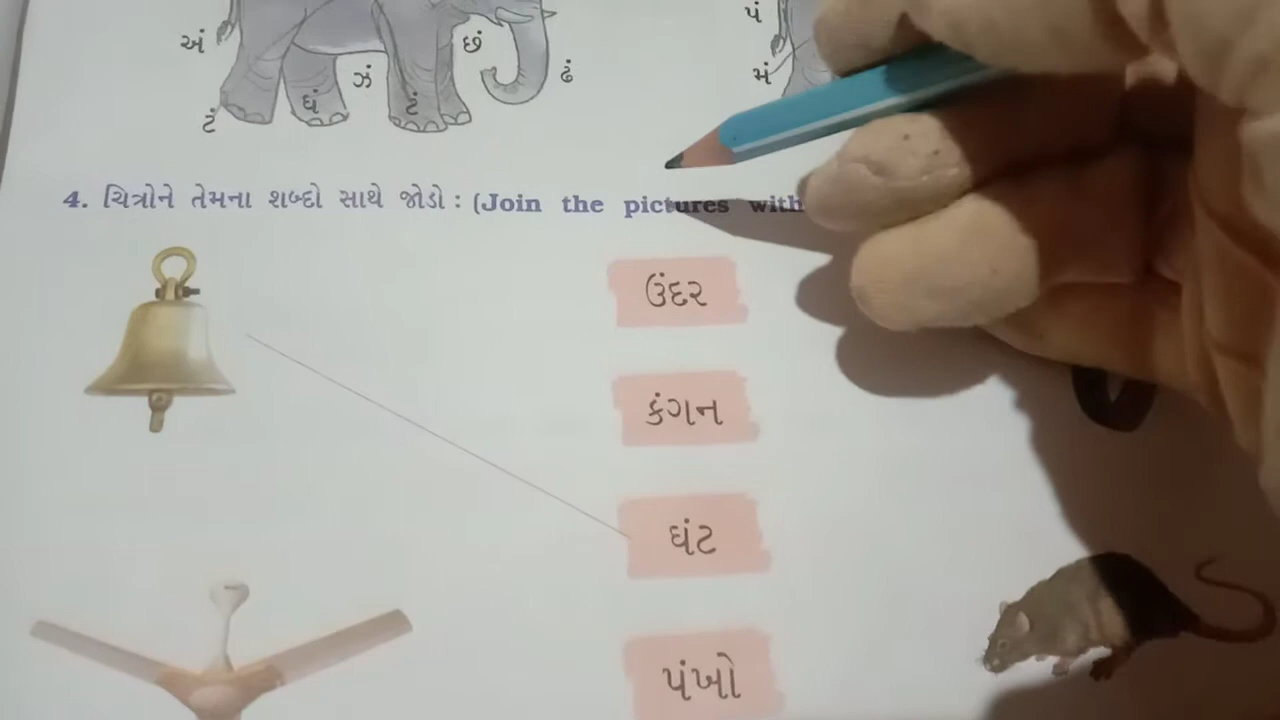 પં
અં
છં
ઝં
ઢં
મં
ઘં
ટં
ટં
4. ચિત્રોને તેમના શબ્દો સાથે જોડો : (Join the pictures with
ઉંદર
કંગન
ઘંટ
પંખો